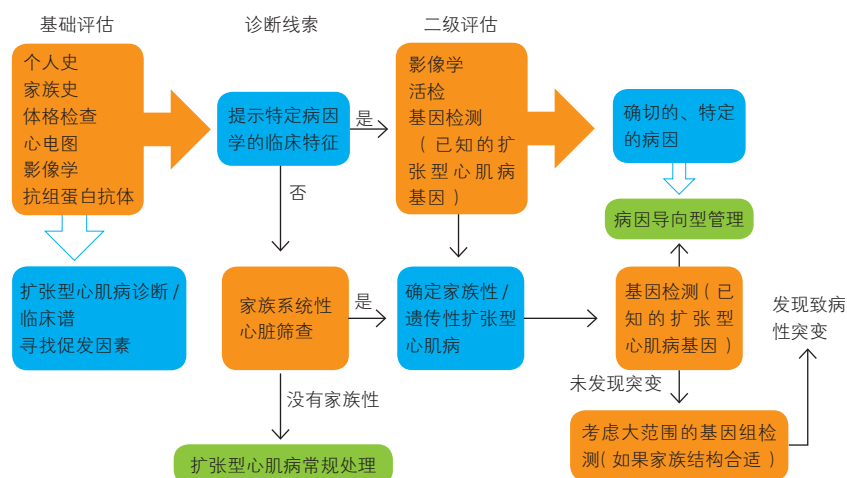 基础评估
诊断线索
二级评估
个人史
家族史
体格检查
心电图
影像学
抗组蛋白抗体
提示特定病因
学的临床特征
是
影像学
活检
基因检测
（已知的扩
张型心肌病
基因）
确切的、特定
的病因
否
病因导向型管理
扩张型心肌病诊断/
临床谱
寻找促发因素
家族系统性
心脏筛查
是
确定家族性/
遗传性扩张型
心肌病
基因检测（已
知的扩张型
心肌病基因）
发现致病
性突变
没有家族性
未发现突变
扩张型心肌病常规处理
考虑大范围的基因组检
测（如果家族结构合适）